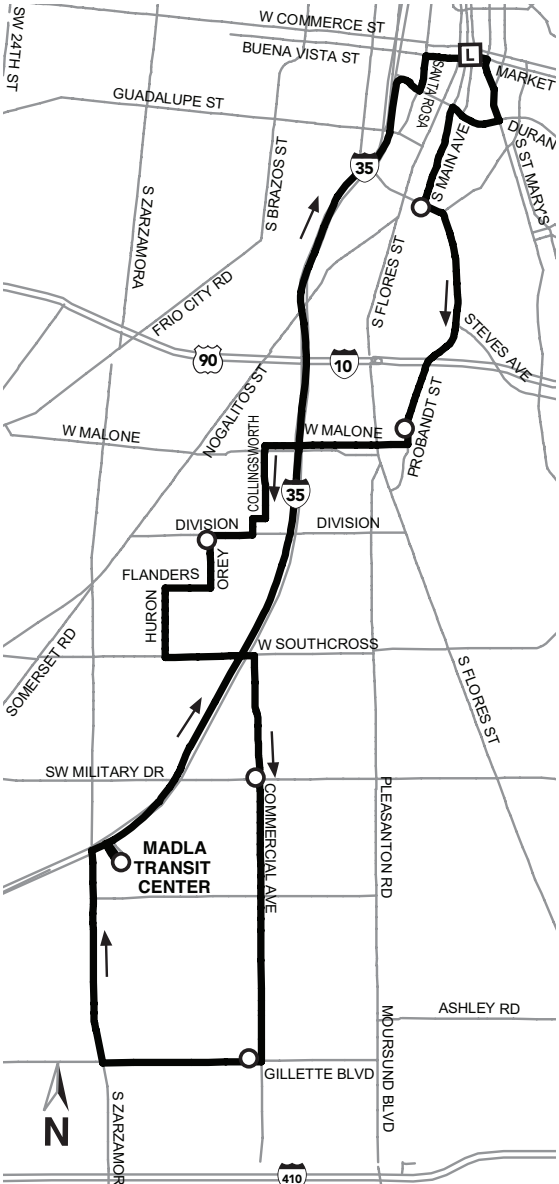 SW 24TH ST
W COMMERCE ST
BUENA VISTA ST
L
MARKET
SANTA ROSA
GUADALUPE ST
DURAN
S MAIN AVE
S ST MARY'S
S BRAZOS ST
35
S ZARZAMORA
S FLORES ST
FRIO CITY RD
STEVES AVE
90
10
NOGALITOS ST
PROBANDT ST
COLLINGSWORTH
W MALONE
W MALONE
35
DIVISION
DIVISION
OREY
FLANDERS
HURON
W SOUTHCROSS
SOMERSET RD
S FLORES ST
SW MILITARY DR
COMMERCIAL AVE
PLEASANTON RD
MADLA
TRANSIT
CENTER
ASHLEY RD
MOURSUND BLVD
GILLETTE BLVD
N
S ZARZAMOR
410